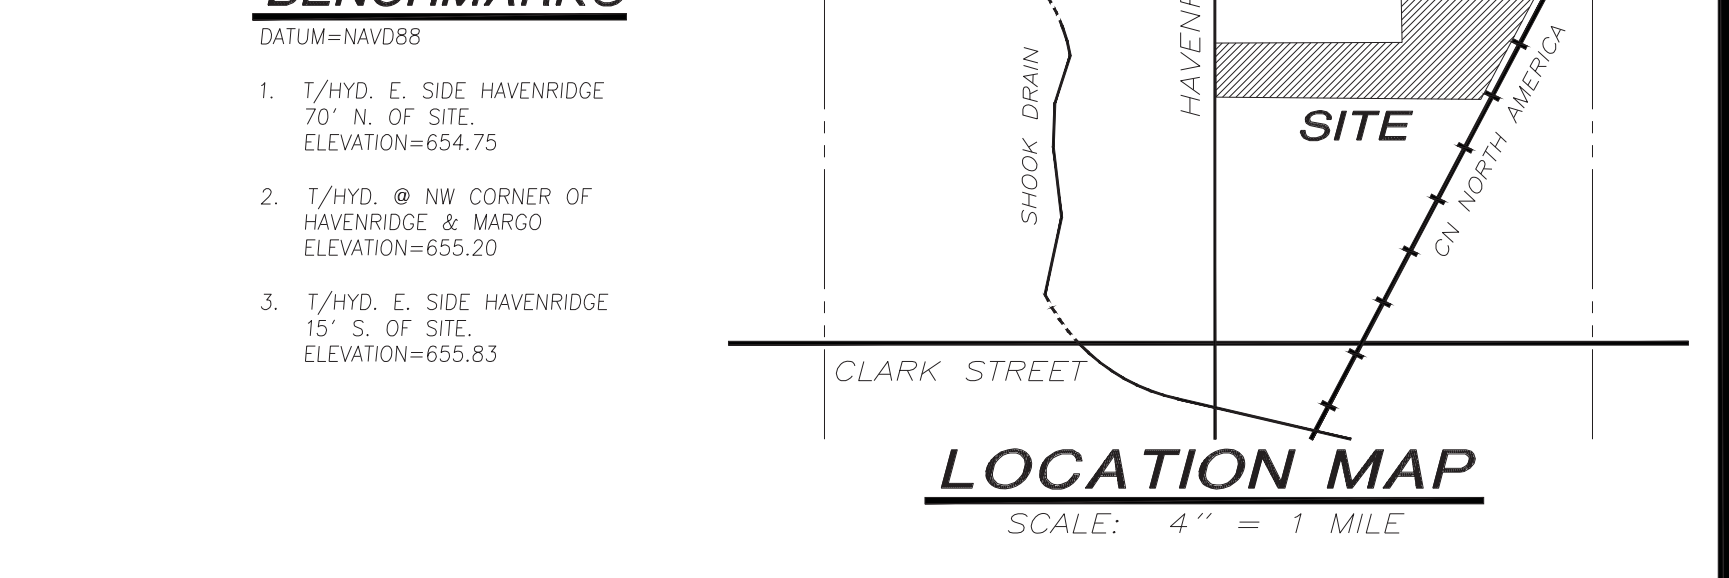 BENCHMARKS
DATUM=NAVD88
1. T/HYD. E. SIDE HAVENRIDGE
70' N. OF SITE.
ELEVATION=654.75
2. T/HYD. @ NW CORNER OF
HAVENRIDGE & MARGO
ELEVATION=655.20
3. T/HYD. E. SIDE HAVENRIDGE
15' S. OF SITE.
ELEVATION=655.83
SHOOK DRAIN
HAVENR
SITE
CN NORTH AMERICA
CLARK STREET
LOCATION MAP
SCALE: 4" = 1 MILE